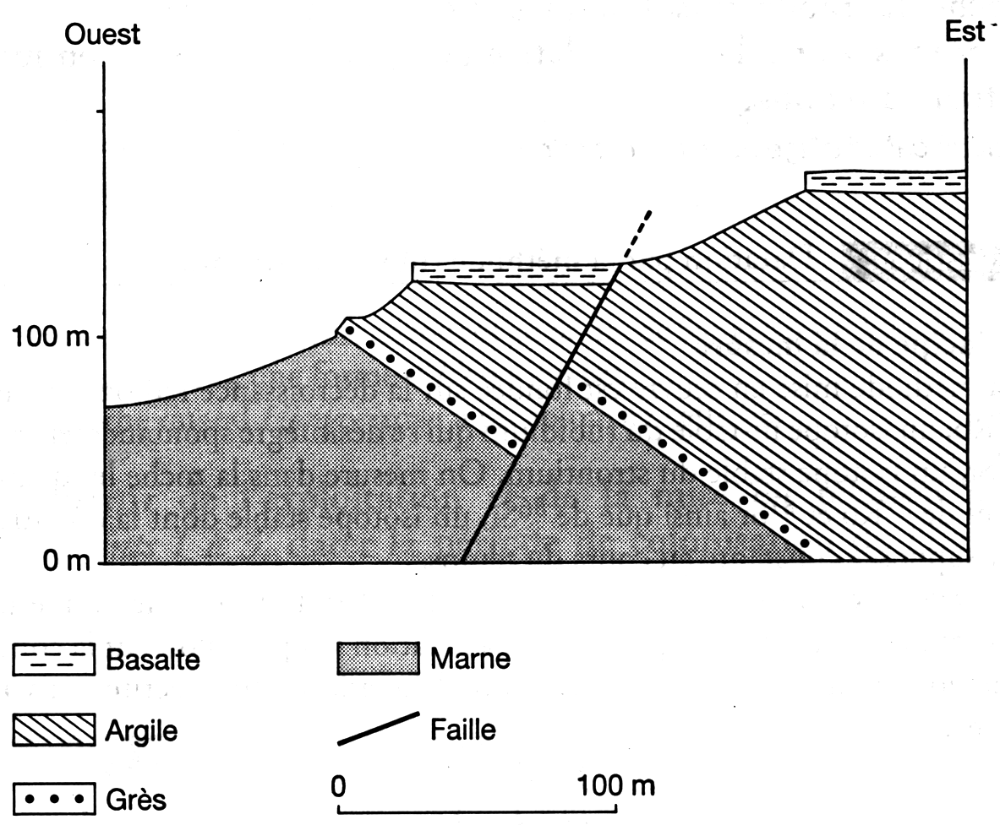 Ouest Est
100 m
0 m
Basalte Marne
Argile Faille
Grès 0 100 m